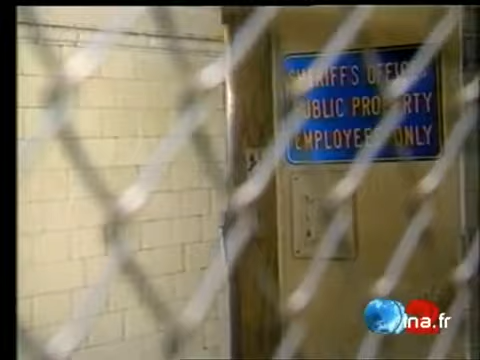 SHERIFF'S OFFICE
PUBLIC PROPERTY
EMPLOYEES ONLY
ina.fr